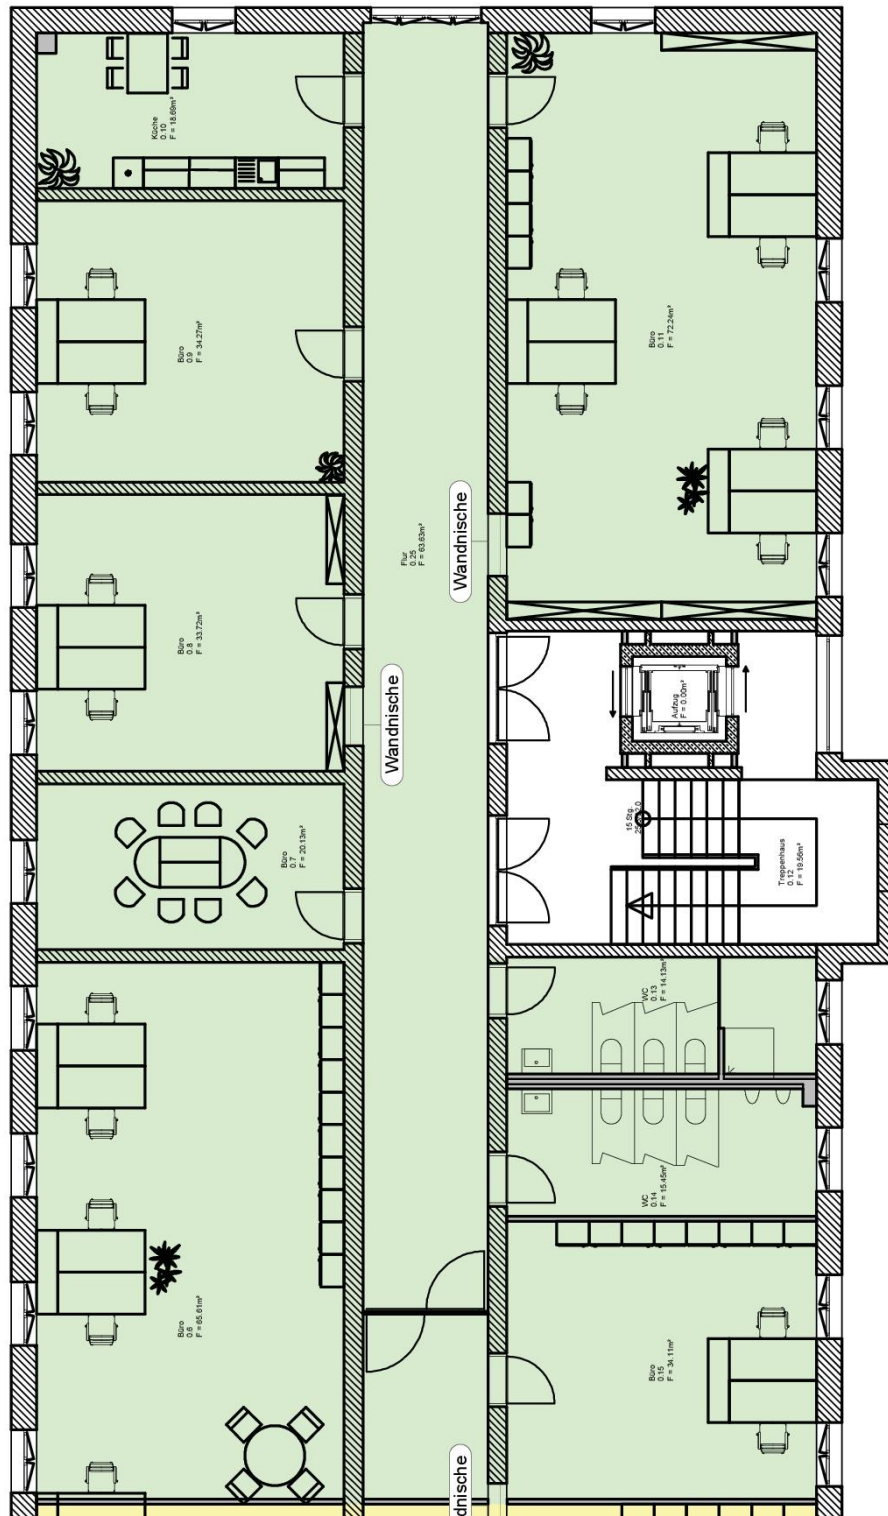 Küche
0.10
F = 18.69m²
Büro
0.9
F = 34.27m²
Büro
0.11
F = 72.24m²
Flur
0.25
F = 63.63m²
Wandnische
Büro
0.8
F = 33.72m²
Wandnische
Aufzug
F = 0.00m²
15 Stg.
Büro
0.7
F = 20.13m²
Treppenhaus
0.12
F = 19.56m²
WC
0.13
F = 14.13m²
WC
0.14
F = 15.45m²
Büro
0.6
F = 65.61m²
Büro
0.15
F = 34.11m²
dnische